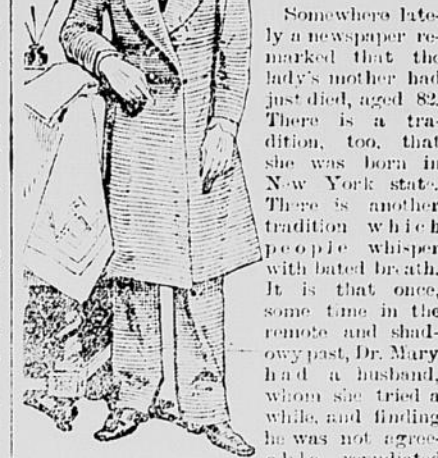 Somewhere late-
ly a newspaper re-
marked that the
lady's mother had
just died, aged 82.
There is a tra-
dition, too, that
she was born in
New York state.
There is another
tradition which
people whisper
with bated breath.
It is that once,
some time in the
remote and shad-
owy past, Dr. Mary
had a husband,
whom she tried a
while, and finding
he was not agree-